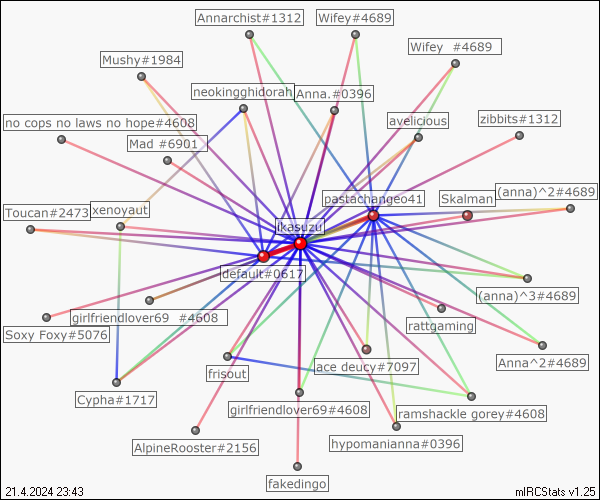 Annarchist#1312
Wifey#4689
Wifey  #4689
Mushy#1984
neokingghidorah
Anna.#0396
avelicious
zibbits#1312
no cops no laws no hope#4608
Mad #6901
pastachangeo41
Skalman
(anna)^2#4689
Toucan#2473
xenoyaut
ikasuzu
default#0617
(anna)^3#4689
girlfriendlover69  #4608
rattgaming
Soxy Foxy#5076
frisout
ace deucy#7097
Anna^2#4689
Cypha#1717
girlfriendlover69#4608
ramshackle gorey#4608
AlpineRooster#2156
hypomanianna#0396
fakedingo
21.4.2024 23:43
mIRCStats v1.25